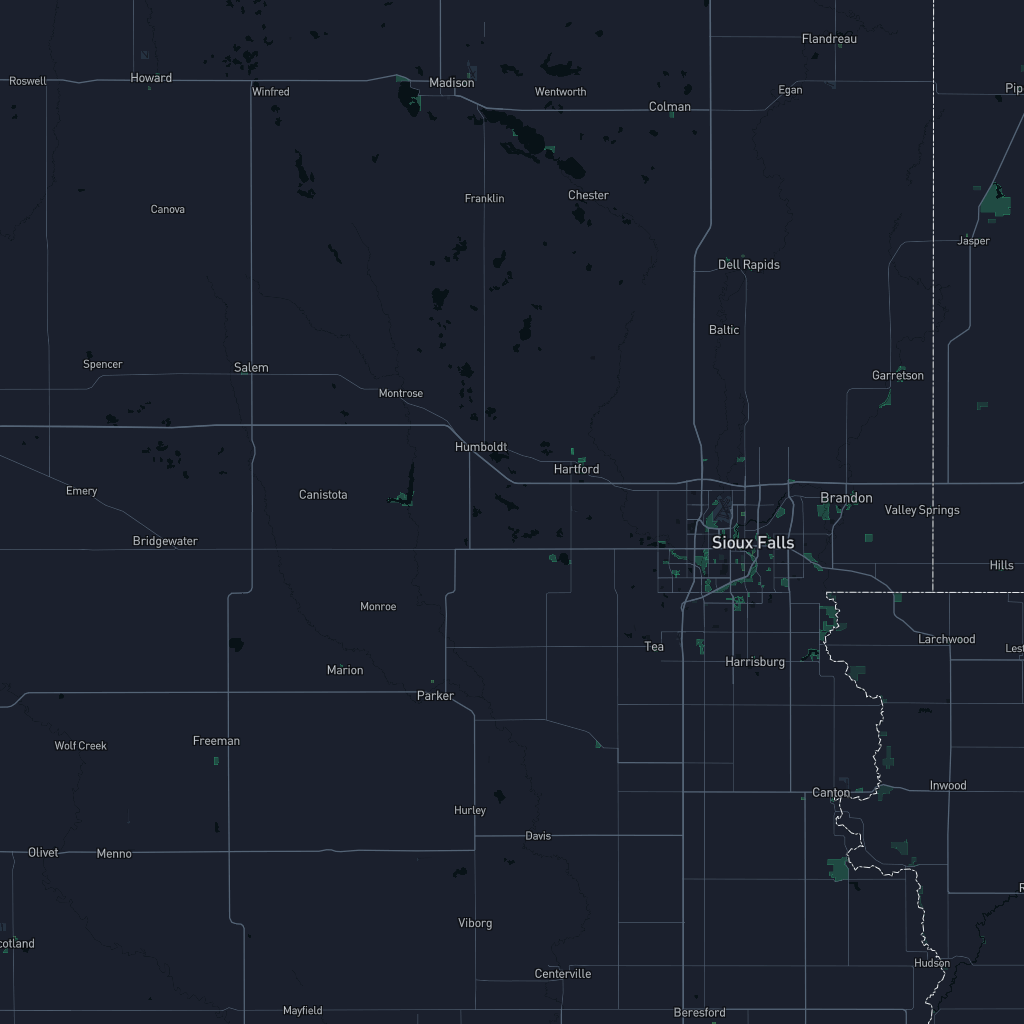 Flandreau
Roswell
Howard
Winfred
Madison
Wentworth
Colman
Egan
Pip
Canova
Franklin
Chester
Jasper
Dell Rapids
Baltic
Spencer
Salem
Montrose
Garretson
Humboldt
Hartford
Emery
Canistota
Brandon
Valley Springs
Bridgewater
Sioux Falls
Hills
Monroe
Tea
Larchwood
Lest
Marion
Harrisburg
Parker
Wolf Creek
Freeman
Hurley
Canton
Inwood
Davis
Olivet
Menno
R
Viborg
cotland
Centerville
Hudson
Mayfield
Beresford